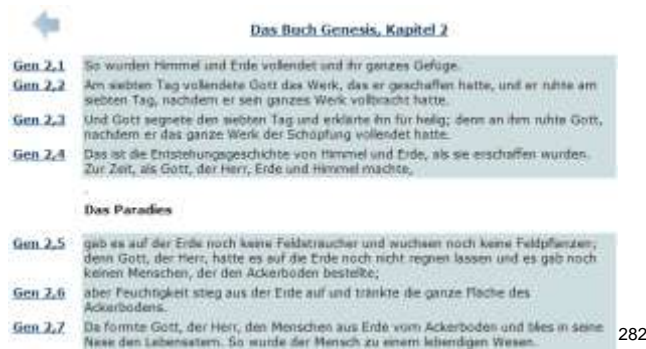 Das Buch Genesis, Kapitel 2
Gen 2,1 So wurden Himmel und Erde vollendet und ihr ganzes Gefüge.
Gen 2,2 Am siebten Tag vollendete Gott das Werk, das er geschaffen hatte, und er ruhte am
siebten Tag, nachdem er sein ganzes Werk vollbracht hatte.
Gen 2,3 Und Gott segnete den siebten Tag und erklärte ihn für heilig; denn an ihm ruhte Gott,
nachdem er das ganze Werk der Schöpfung vollendet hatte.
Gen 2,4 Das ist die Entstehungsgeschichte von Himmel und Erde, als sie erschaffen wurden.
Zur Zeit, als Gott, der Herr, Erde und Himmel machte,
Das Paradies
Gen 2,5 gab es auf der Erde noch keine Feldsträucher und wuchsen noch keine Feldpflanzen;
denn Gott, der Herr, hatte es auf die Erde noch nicht regnen lassen und es gab noch
keinen Menschen, der den Ackerboden bestellte;
Gen 2,6 aber Feuchtigkeit stieg aus der Erde auf und tränkte die ganze Fläche des
Ackerbodens.
Gen 2,7 Da formte Gott, der Herr, den Menschen aus Erde vom Ackerboden und blies in seine
Nase den Lebensatem. So wurde der Mensch zu einem lebendigen Wesen.
282